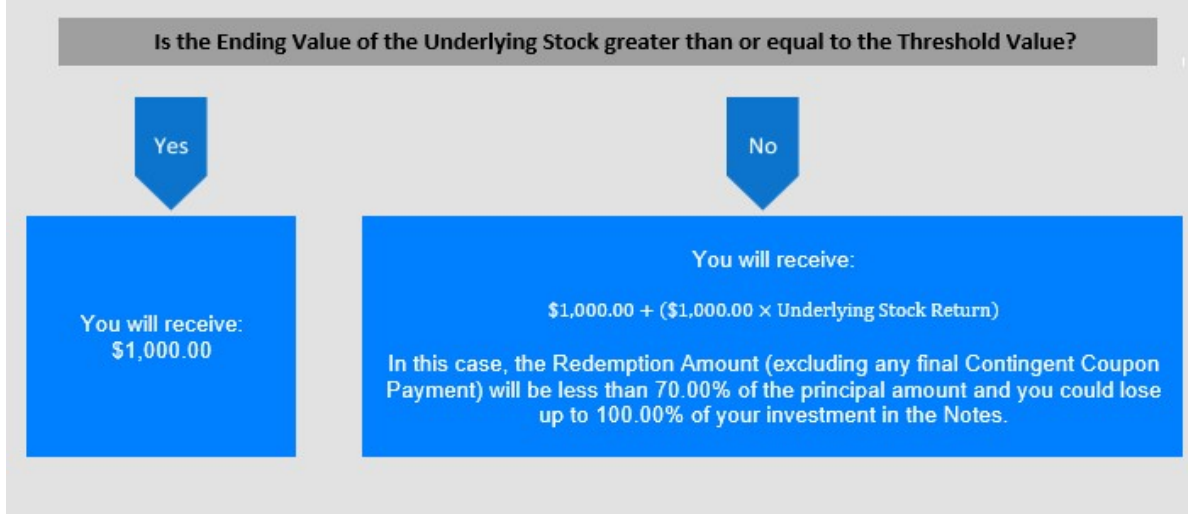 Is the Ending Value of the Underlying Stock greater than or equal to the Threshold Value?
Yes
No
You will receive:
$1,000.00
You will receive:
$1,000.00 + ($1,000.00 × Underlying Stock Return)
In this case, the Redemption Amount (excluding any final Contingent Coupon
Payment) will be less than 70.00% of the principal amount and you could lose
up to 100.00% of your investment in the Notes.